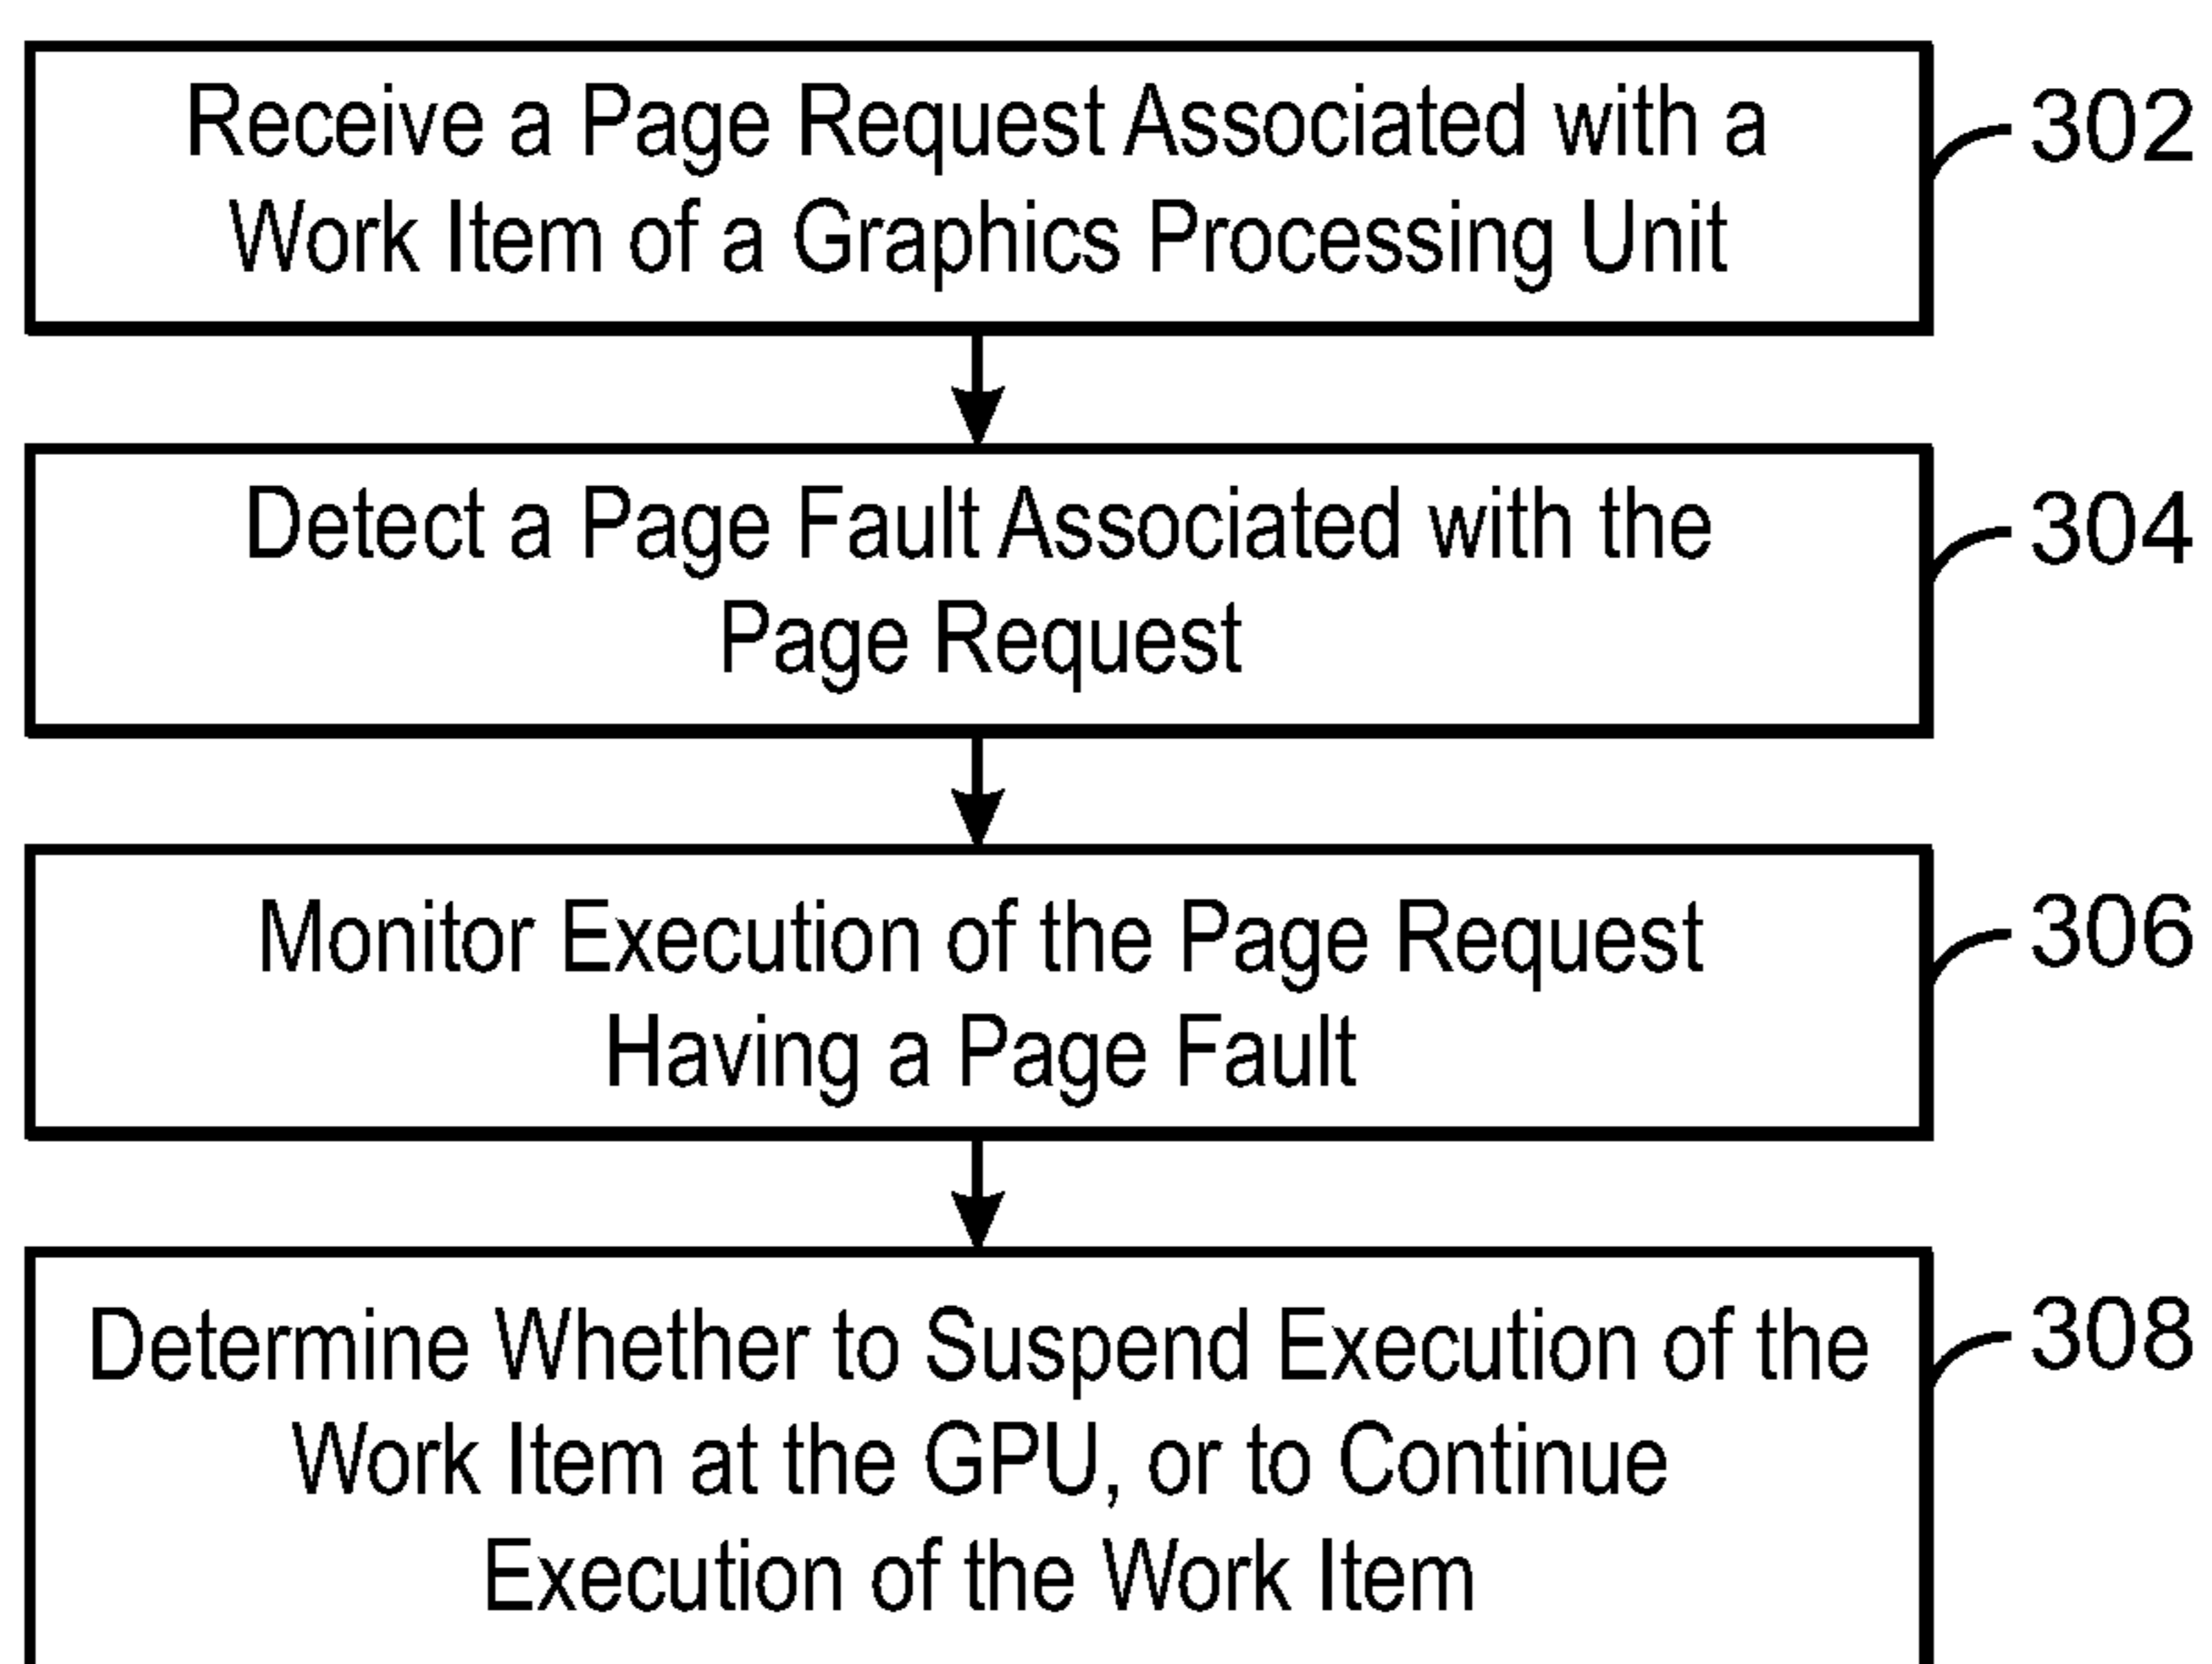 Receive a Page Request Associated with a
Work Item of a Graphics Processing Unit
302
Detect a Page Fault Associated with the
Page Request
304
Monitor Execution of the Page Request
Having a Page Fault
306
Determine Whether to Suspend Execution of the
Work Item at the GPU, or to Continue
Execution of the Work Item
308